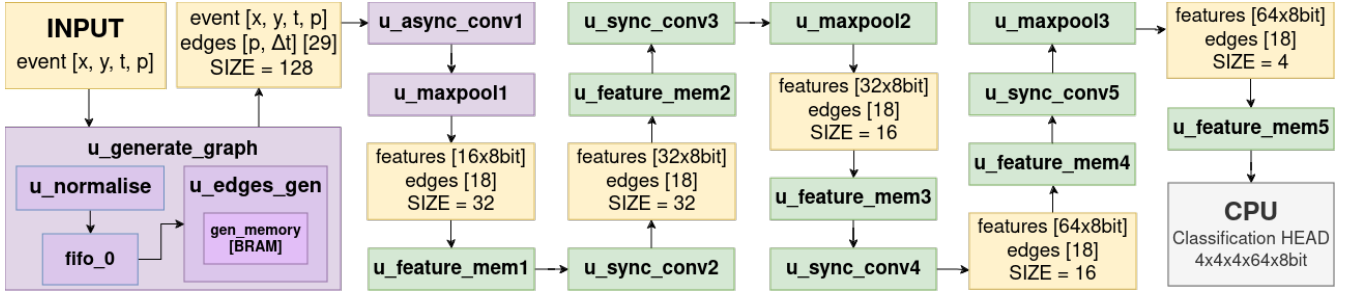 INPUT
event [x, y, t, p]
u_generate_graph
u_normalise
fifo_0
u_edges_gen
gen_memory
[BRAM]
event [x, y, t, p]
edges [p, Δt] [29]
SIZE = 128
u_async_conv1
u_maxpool1
features [16x8bit]
edges [18]
SIZE = 32
u_feature_mem1
u_sync_conv2
features [32x8bit]
edges [18]
SIZE = 32
u_feature_mem2
u_sync_conv3
u_maxpool2
features [32x8bit]
edges [18]
SIZE = 16
u_feature_mem3
u_sync_conv4
features [64x8bit]
edges [18]
SIZE = 16
u_feature_mem4
u_sync_conv5
u_maxpool3
features [64x8bit]
edges [18]
SIZE = 4
u_feature_mem5
CPU
Classification HEAD
4x4x4x64x8bit